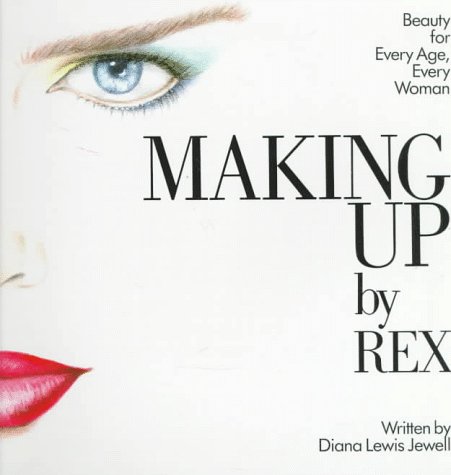 Beauty
for
Every Age,
Every
Woman
MAKING
UP
by
REX
Written by
Diana Lewis Jewell